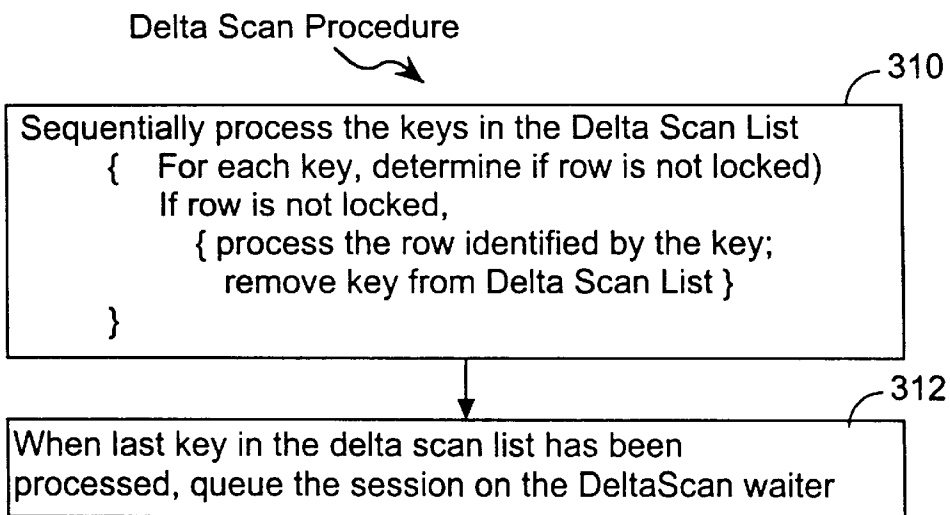 Delta Scan Procedure
310
Sequentially process the keys in the Delta Scan List
{ For each key, determine if row is not locked)
If row is not locked,
{ process the row identified by the key;
remove key from Delta Scan List }
}
312
When last key in the delta scan list has been
processed, queue the session on the DeltaScan waiter